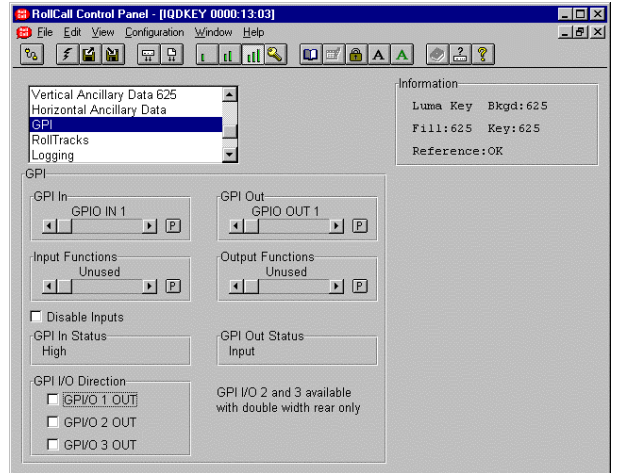 RollCall Control Panel - [IQDKEY 0000:13:03]
File Edit View Configuration Window Help
A A
Vertical Ancillary Data 625
Horizontal Ancillary Data
GPI
RollTracks
Logging
Information
Luma Key Bkgd:625
Fill:625 Key:625
Reference:OK
GPI
GPI In
GPIO IN 1
P
GPI Out
GPIO OUT 1
P
Input Functions
Unused
P
Output Functions
Unused
P
Disable Inputs
GPI In Status
High
GPI Out Status
Input
GPI I/O Direction
GPI/O 1 OUT
GPI/O 2 OUT
GPI/O 3 OUT
GPI I/O 2 and 3 available
with double width rear only